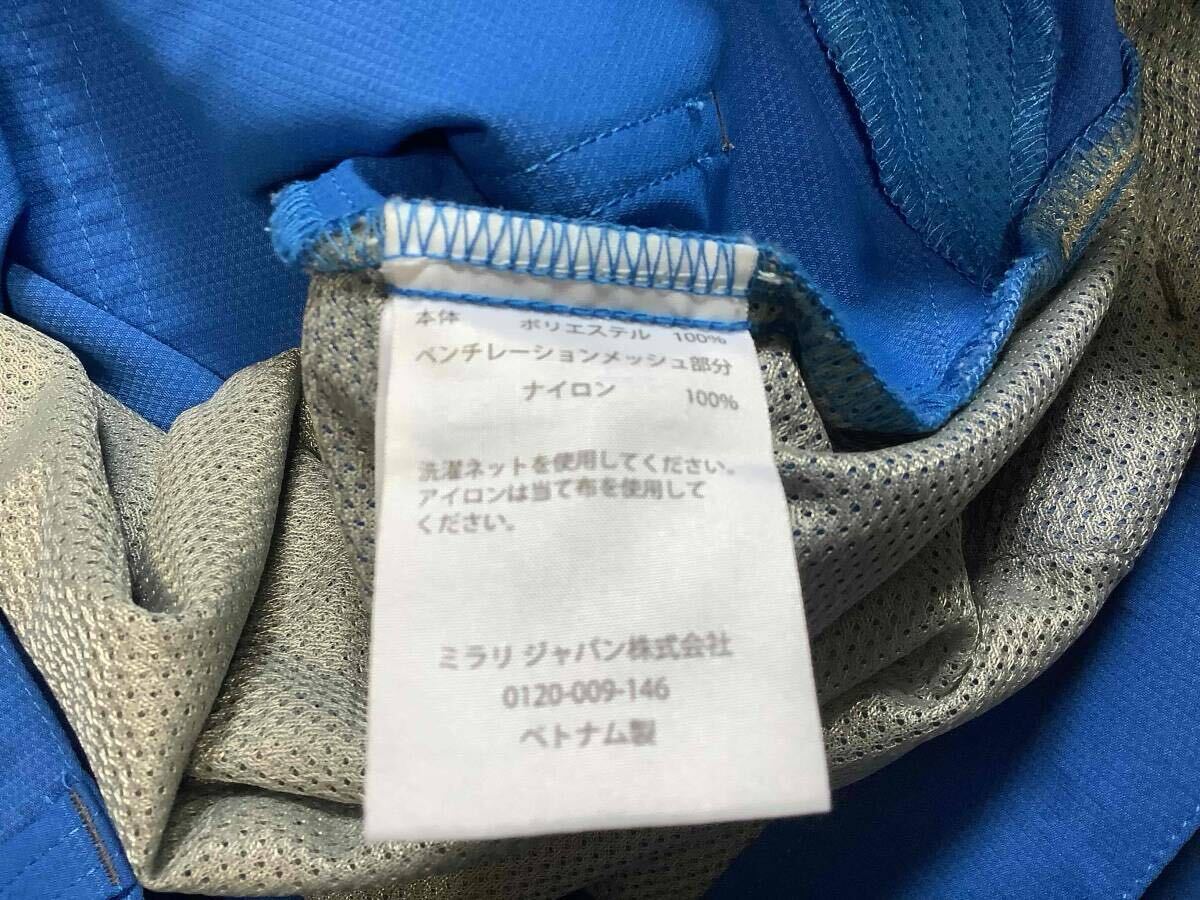 本体 ポリエステル 100%
ベンチレーションメッシュ部分
ナイロン 100%
洗濯ネットを使用してください。
アイロンは当て布を使用して
ください。
ミラリ ジャパン株式会社
0120-009-146
ベトナム製